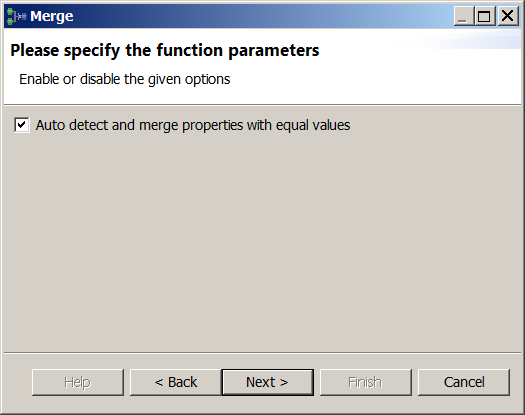 Merge
Please specify the function parameters
Enable or disable the given options
Auto detect and merge properties with equal values
Help
< Back
Next >
Finish
Cancel